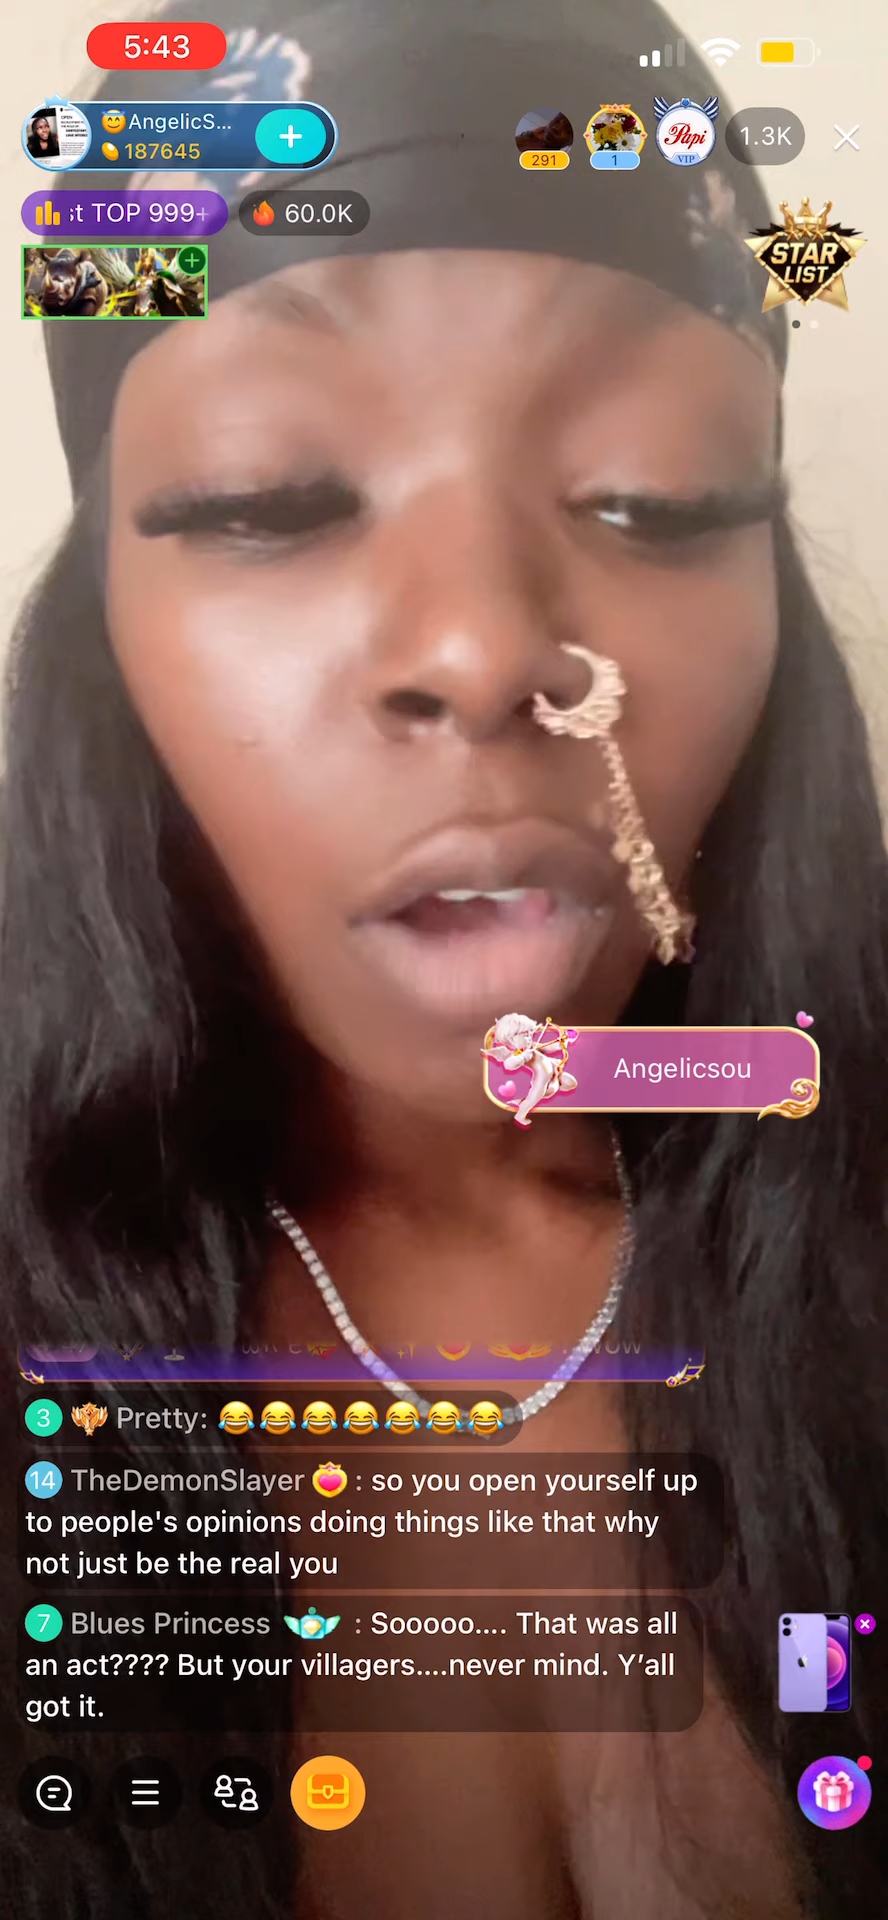 5:43
😇AngelicS...
187645
291
1
Papi
VIP
1.3K
st TOP 999+
60.0K
STAR
LIST
Angelicsou
3 Pretty: 😂😂😂😂😂😂😂
14 TheDemonSlayer : so you open yourself up
to people's opinions doing things like that why
not just be the real you
7 Blues Princess : Sooooo.... That was all
an act???? But your villagers....never mind. Y’all
got it.